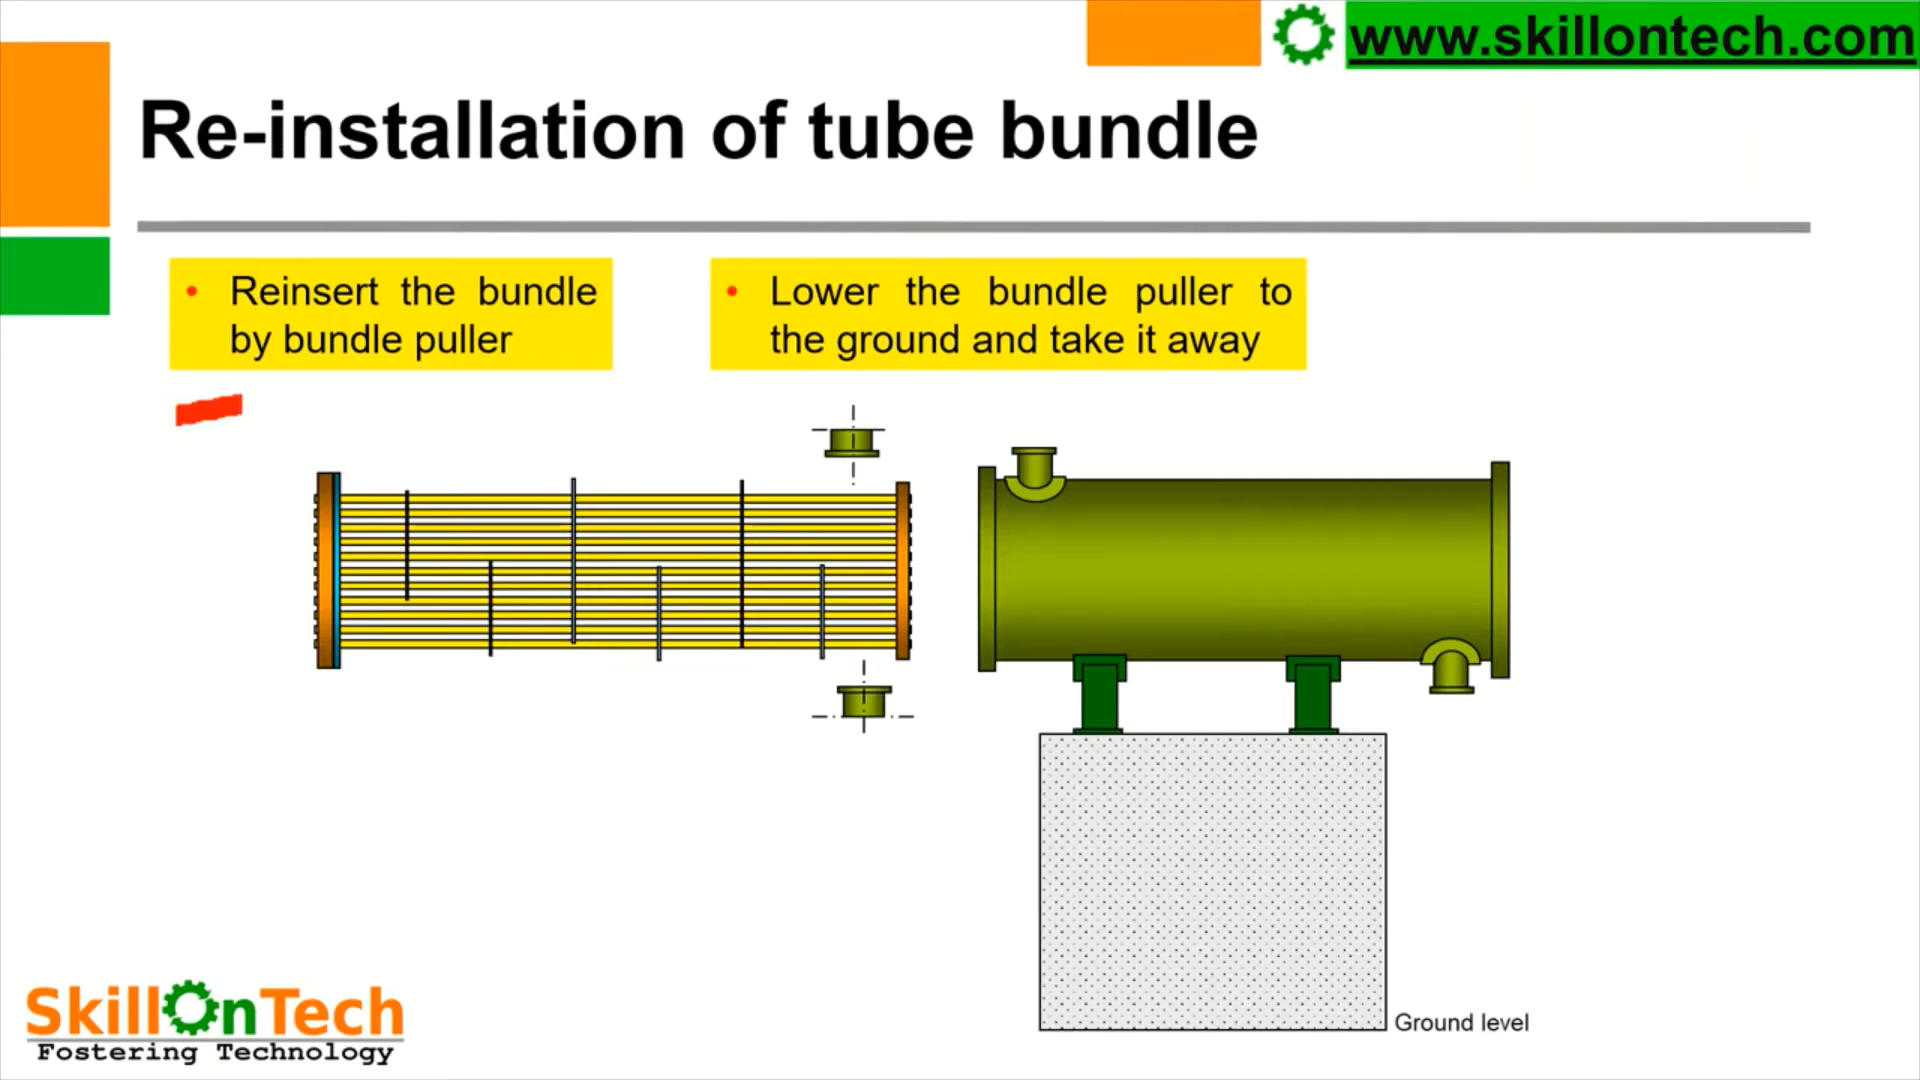 www.skillontech.com
Re-installation of tube bundle
• Reinsert the bundle
by bundle puller
• Lower the bundle puller to
the ground and take it away
Ground level
SkillOnTech
Fostering Technology